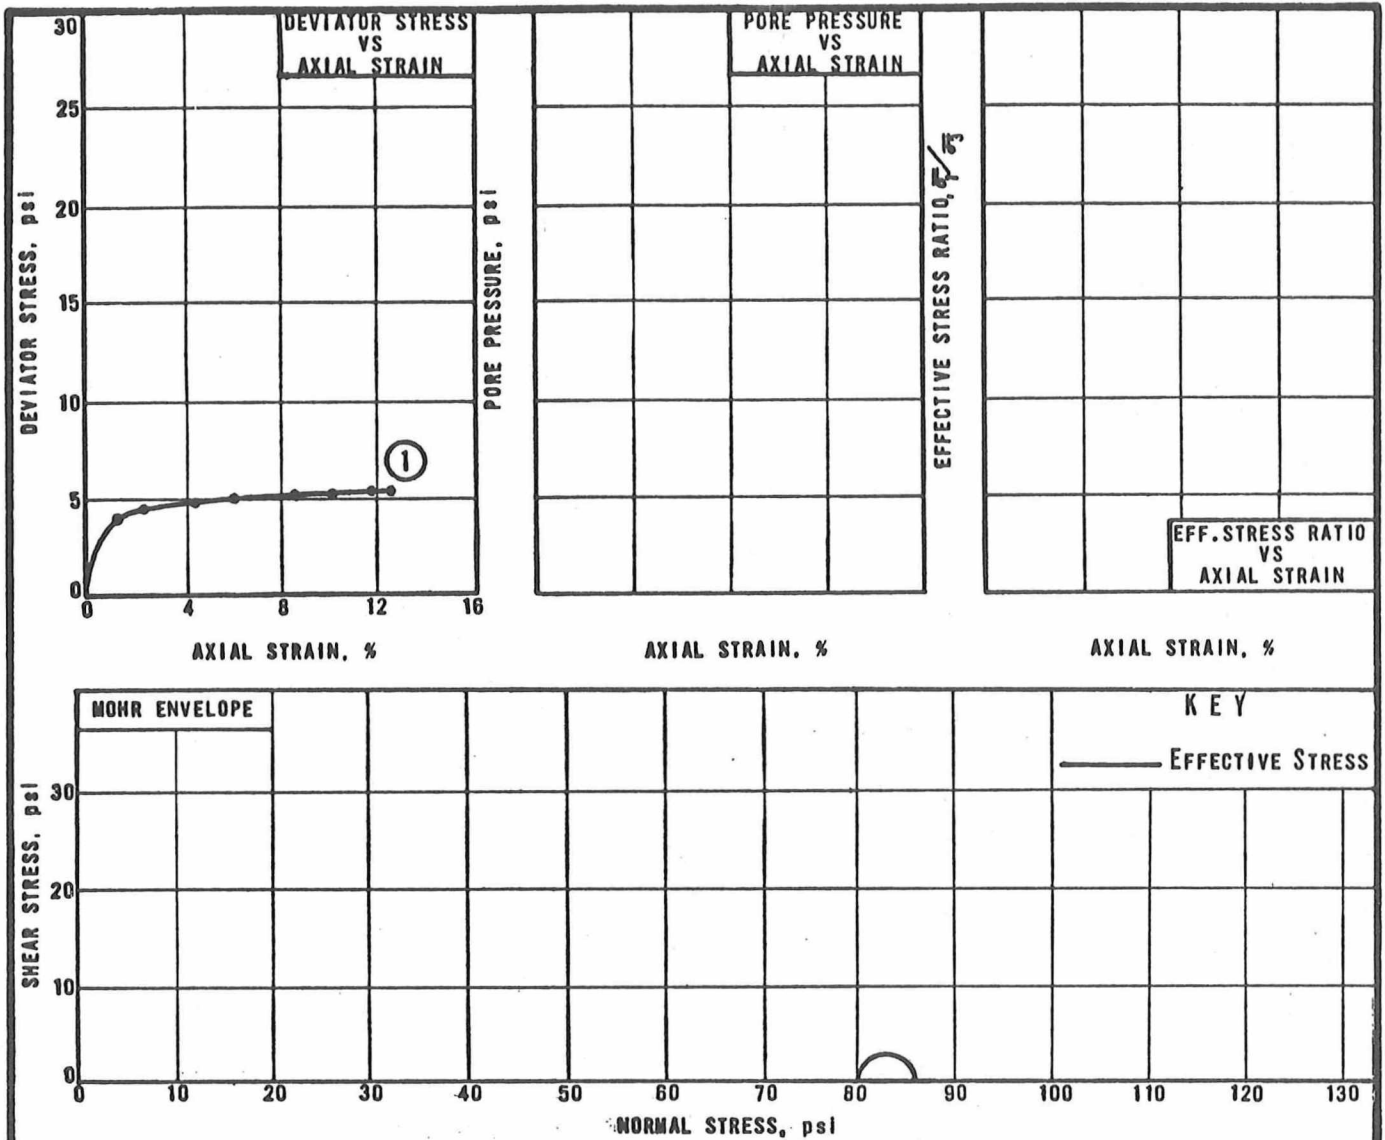 DEVIATOR STRESS
VS
AXIAL STRAIN
DEVIATOR STRESS, psi
30
25
20
15
10
5
0
0 4 8 12 16
1
AXIAL STRAIN, %
PORE PRESSURE
VS
AXIAL STRAIN
PORE PRESSURE, psi
AXIAL STRAIN, %
EFFECTIVE STRESS RATIO, σ̅1/σ̅3
EFF.STRESS RATIO
VS
AXIAL STRAIN
AXIAL STRAIN, %
MOHR ENVELOPE
KEY
EFFECTIVE STRESS
SHEAR STRESS, psi
30
20
10
0
0 10 20 30 40 50 60 70 80 90 100 110 120 130
NORMAL STRESS, psi